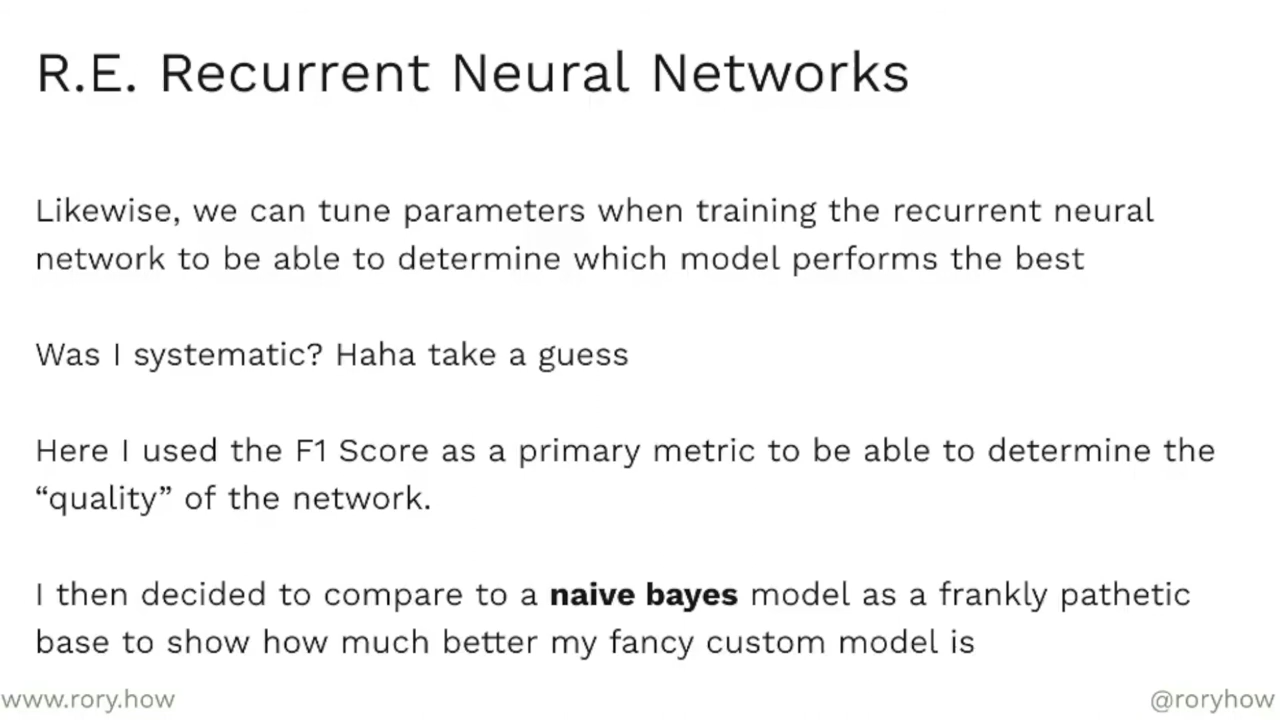 R.E. Recurrent Neural Networks
Likewise, we can tune parameters when training the recurrent neural
network to be able to determine which model performs the best
Was I systematic? Haha take a guess
Here I used the F1 Score as a primary metric to be able to determine the
“quality” of the network.
I then decided to compare to a naive bayes model as a frankly pathetic
base to show how much better my fancy custom model is
www.rory.how
@roryhow